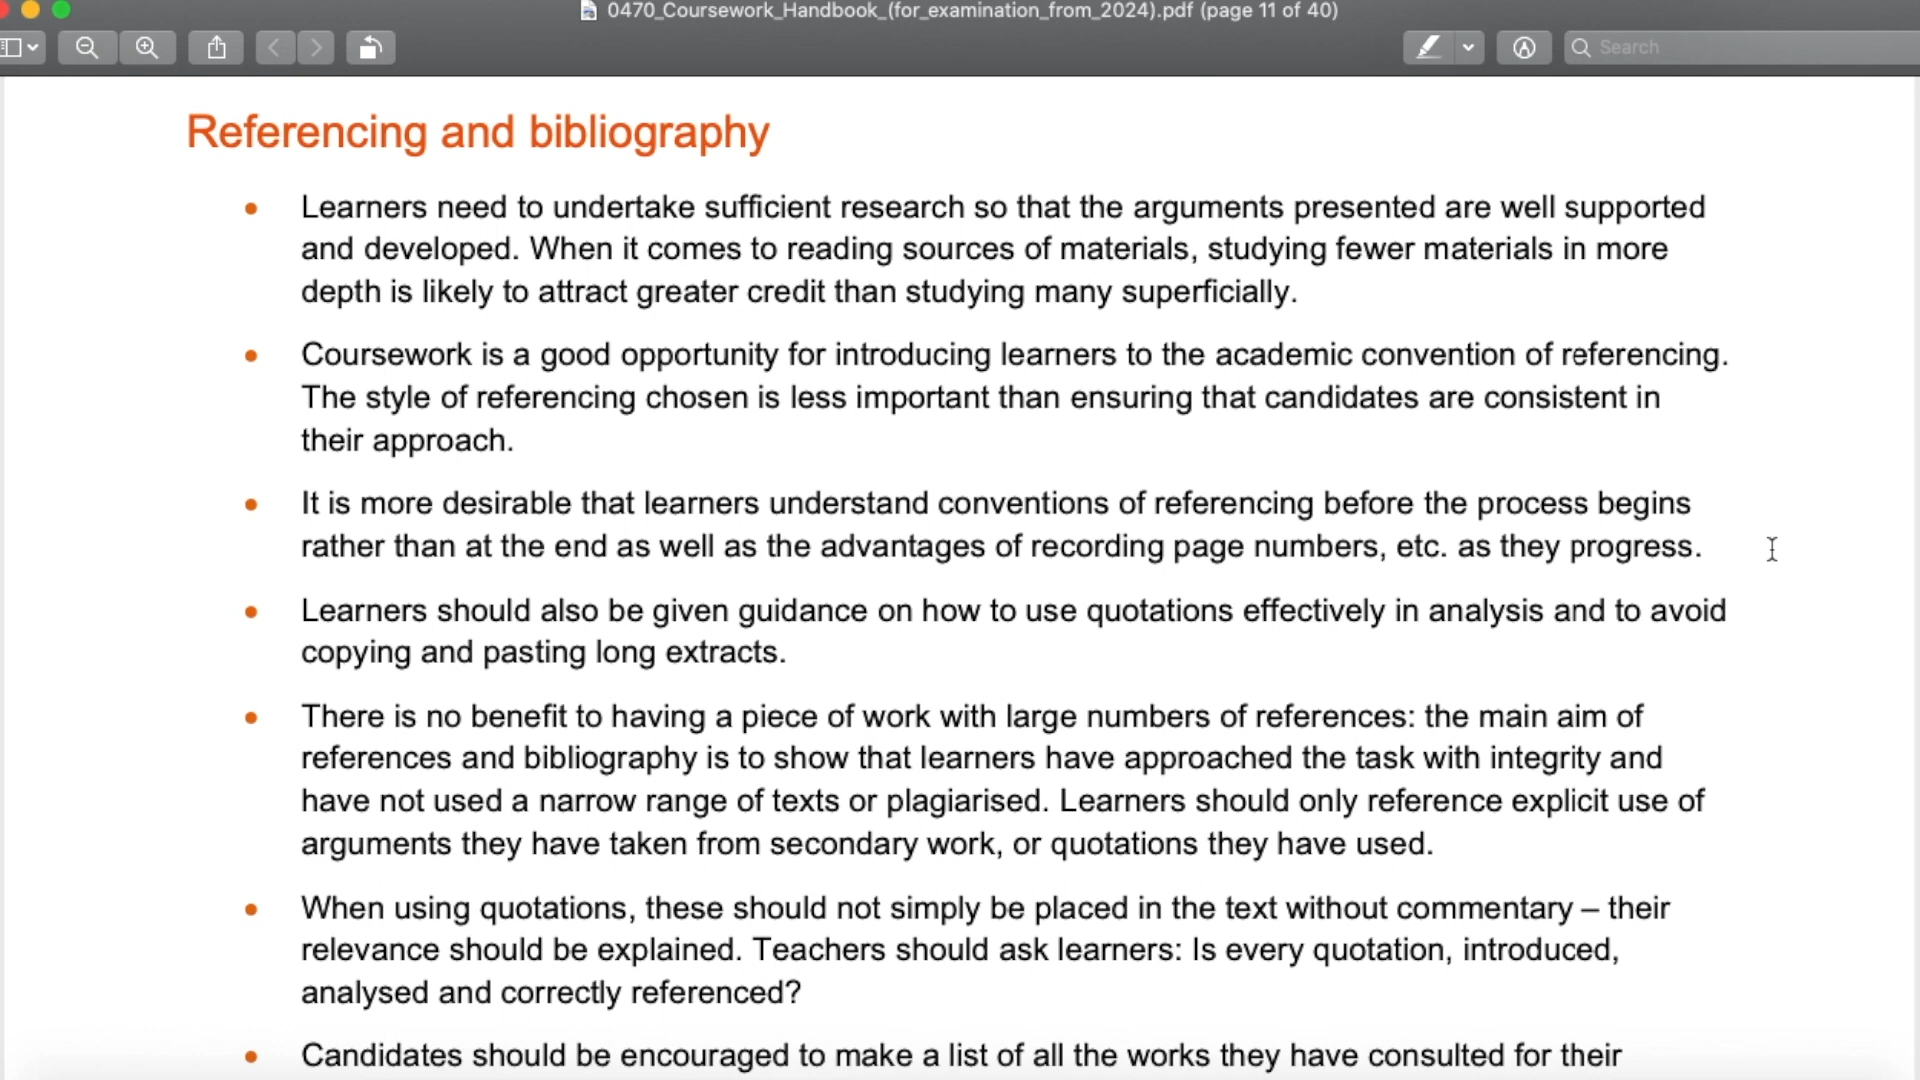 0470_Coursework_Handbook_(for_examination_from_2024).pdf (page 11 of 40)
Search
Referencing and bibliography
• Learners need to undertake sufficient research so that the arguments presented are well supported
and developed. When it comes to reading sources of materials, studying fewer materials in more
depth is likely to attract greater credit than studying many superficially.
• Coursework is a good opportunity for introducing learners to the academic convention of referencing.
The style of referencing chosen is less important than ensuring that candidates are consistent in
their approach.
• It is more desirable that learners understand conventions of referencing before the process begins
rather than at the end as well as the advantages of recording page numbers, etc. as they progress.
• Learners should also be given guidance on how to use quotations effectively in analysis and to avoid
copying and pasting long extracts.
• There is no benefit to having a piece of work with large numbers of references: the main aim of
references and bibliography is to show that learners have approached the task with integrity and
have not used a narrow range of texts or plagiarised. Learners should only reference explicit use of
arguments they have taken from secondary work, or quotations they have used.
• When using quotations, these should not simply be placed in the text without commentary – their
relevance should be explained. Teachers should ask learners: Is every quotation, introduced,
analysed and correctly referenced?
• Candidates should be encouraged to make a list of all the works they have consulted for their